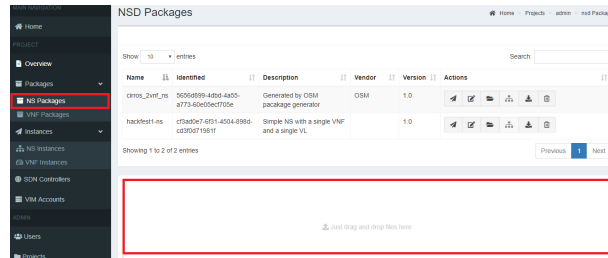 MAIN NAVIGATION
Home
PROJECT
Overview
Packages
NS Packages
VNF Packages
Instances
NS Instances
VNF Instances
SDN Controllers
VIM Accounts
ADMIN
Users
Projects
NSD Packages
Home Projects admin nsd Packag
Show 10 entries
Search:
Name Identified Description Vendor Version Actions
cirros_2vnf_ns 5656d899-4dbd-4a55- Generated by OSM OSM 1.0
a773-60e05ecf705e pacakage generator
hackfest1-ns cf3ad0e7-6f31-4504-898d- Simple NS with a single VNF 1.0
cd3f0d71981f and a single VL
Showing 1 to 2 of 2 entries
Previous 1 Next
Just drag and drop files here